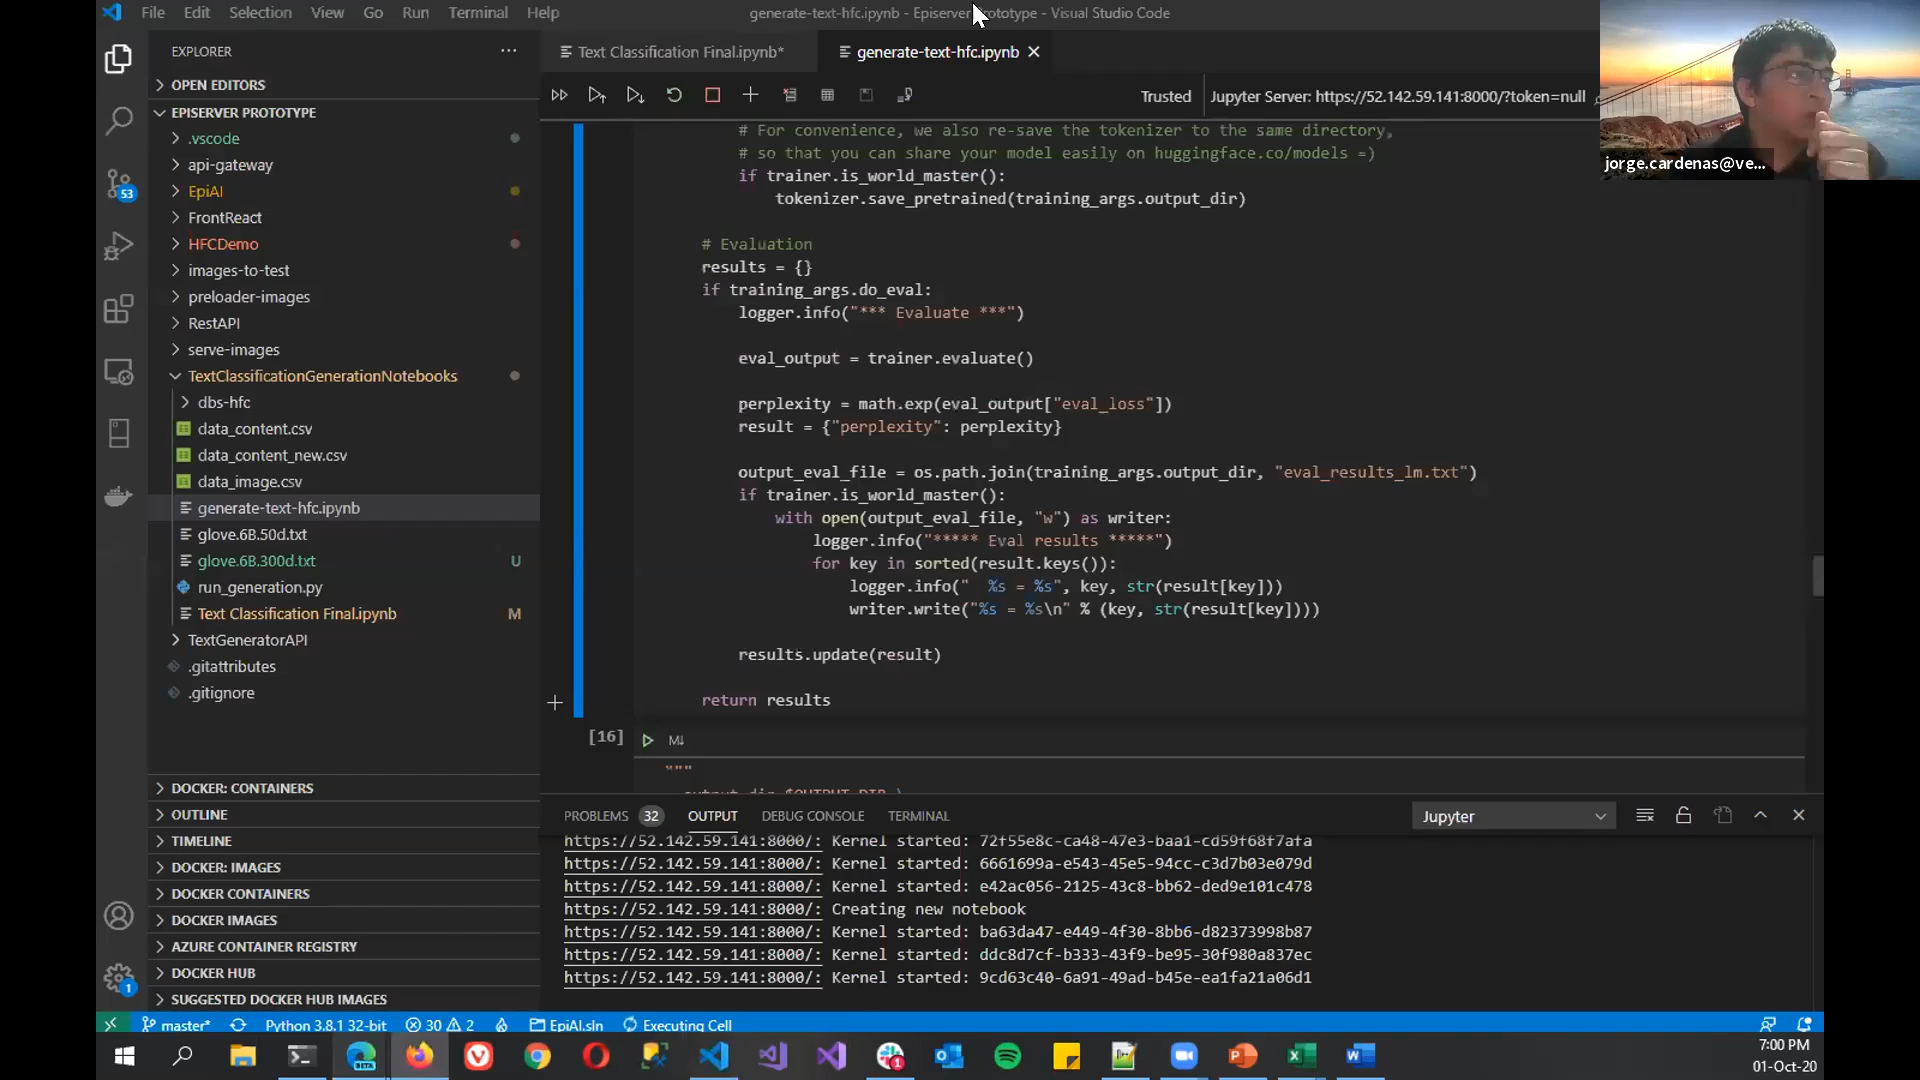 File Edit Selection View Go Run Terminal Help
generate-text-hfc.ipynb - Episerver Prototype - Visual Studio Code
EXPLORER
OPEN EDITORS
EPISERVER PROTOTYPE
.vscode
api-gateway
EpiAI
FrontReact
HFCDemo
images-to-test
preloader-images
RestAPI
serve-images
TextClassificationGenerationNotebooks
dbs-hfc
data_content.csv
data_content_new.csv
data_image.csv
generate-text-hfc.ipynb
glove.6B.50d.txt
glove.6B.300d.txt U
run_generation.py
Text Classification Final.ipynb M
TextGeneratorAPI
.gitattributes
.gitignore
DOCKER: CONTAINERS
OUTLINE
TIMELINE
DOCKER: IMAGES
DOCKER CONTAINERS
DOCKER IMAGES
AZURE CONTAINER REGISTRY
DOCKER HUB
SUGGESTED DOCKER HUB IMAGES
53
1
Text Classification Final.ipynb*
generate-text-hfc.ipynb
Trusted
Jupyter Server: https://52.142.59.141:8000/?token=null
jorge.cardenas@ve...
# For convenience, we also re-save the tokenizer to the same directory,
# so that you can share your model easily on huggingface.co/models =)
if trainer.is_world_master():
tokenizer.save_pretrained(training_args.output_dir)
# Evaluation
results = {}
if training_args.do_eval:
logger.info("*** Evaluate ***")
eval_output = trainer.evaluate()
perplexity = math.exp(eval_output["eval_loss"])
result = {"perplexity": perplexity}
output_eval_file = os.path.join(training_args.output_dir, "eval_results_lm.txt")
if trainer.is_world_master():
with open(output_eval_file, "w") as writer:
logger.info("***** Eval results *****")
for key in sorted(result.keys()):
logger.info("  %s = %s", key, str(result[key]))
writer.write("%s = %s\n" % (key, str(result[key])))
results.update(result)
return results
[16]
M↓
"""
output_dir $OUTPUT_DIR \
PROBLEMS 32 OUTPUT DEBUG CONSOLE TERMINAL
Jupyter
https://52.142.59.141:8000/: Kernel started: 72f55e8c-ca48-47e3-baa1-cd59f68f7afa
https://52.142.59.141:8000/: Kernel started: 6661699a-e543-45e5-94cc-c3d7b03e079d
https://52.142.59.141:8000/: Kernel started: e42ac056-2125-43c8-bb62-ded9e101c478
https://52.142.59.141:8000/: Creating new notebook
https://52.142.59.141:8000/: Kernel started: ba63da47-e449-4f30-8bb6-d82373998b87
https://52.142.59.141:8000/: Kernel started: ddc8d7cf-b333-43f9-be95-30f980a837ec
https://52.142.59.141:8000/: Kernel started: 9cd63c40-6a91-49ad-b45e-ea1fa21a06d1
master* Python 3.8.1 32-bit 30 2 EpiAI.sln Executing Cell
BETA
1
7:00 PM
01-Oct-20